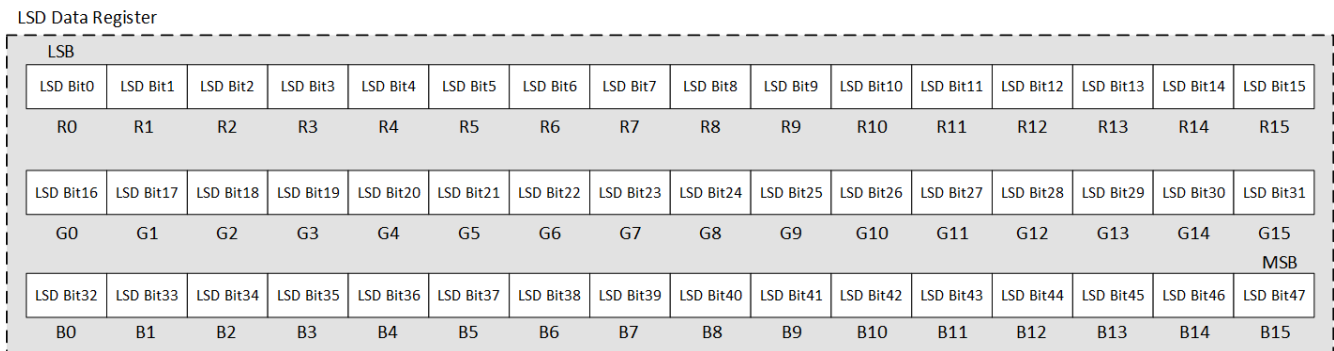 LSD Data Register
LSB
LSD Bit0 LSD Bit1 LSD Bit2 LSD Bit3 LSD Bit4 LSD Bit5 LSD Bit6 LSD Bit7 LSD Bit8 LSD Bit9 LSD Bit10 LSD Bit11 LSD Bit12 LSD Bit13 LSD Bit14 LSD Bit15
R0 R1 R2 R3 R4 R5 R6 R7 R8 R9 R10 R11 R12 R13 R14 R15
LSD Bit16 LSD Bit17 LSD Bit18 LSD Bit19 LSD Bit20 LSD Bit21 LSD Bit22 LSD Bit23 LSD Bit24 LSD Bit25 LSD Bit26 LSD Bit27 LSD Bit28 LSD Bit29 LSD Bit30 LSD Bit31
G0 G1 G2 G3 G4 G5 G6 G7 G8 G9 G10 G11 G12 G13 G14 G15
MSB
LSD Bit32 LSD Bit33 LSD Bit34 LSD Bit35 LSD Bit36 LSD Bit37 LSD Bit38 LSD Bit39 LSD Bit40 LSD Bit41 LSD Bit42 LSD Bit43 LSD Bit44 LSD Bit45 LSD Bit46 LSD Bit47
B0 B1 B2 B3 B4 B5 B6 B7 B8 B9 B10 B11 B12 B13 B14 B15